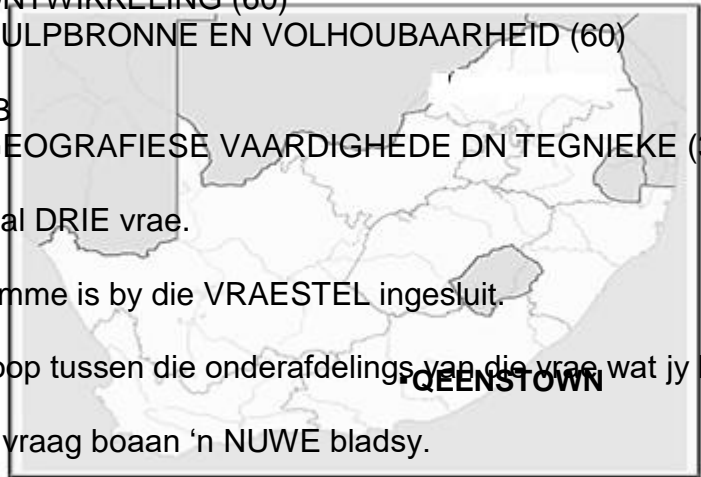 ONTWIKKELING (60)
ULPBRONNE EN VOLHOUBAARHEID (60)
B
GEOGRAFIESE VAARDIGHEDE DN TEGNIEKE (
al DRIE vrae.
mme is by die VRAESTEL ingesluit.
oop tussen die onderafdelings van die vrae wat jy
▪QEENSTOWN
vraag boaan ‘n NUWE bladsy.